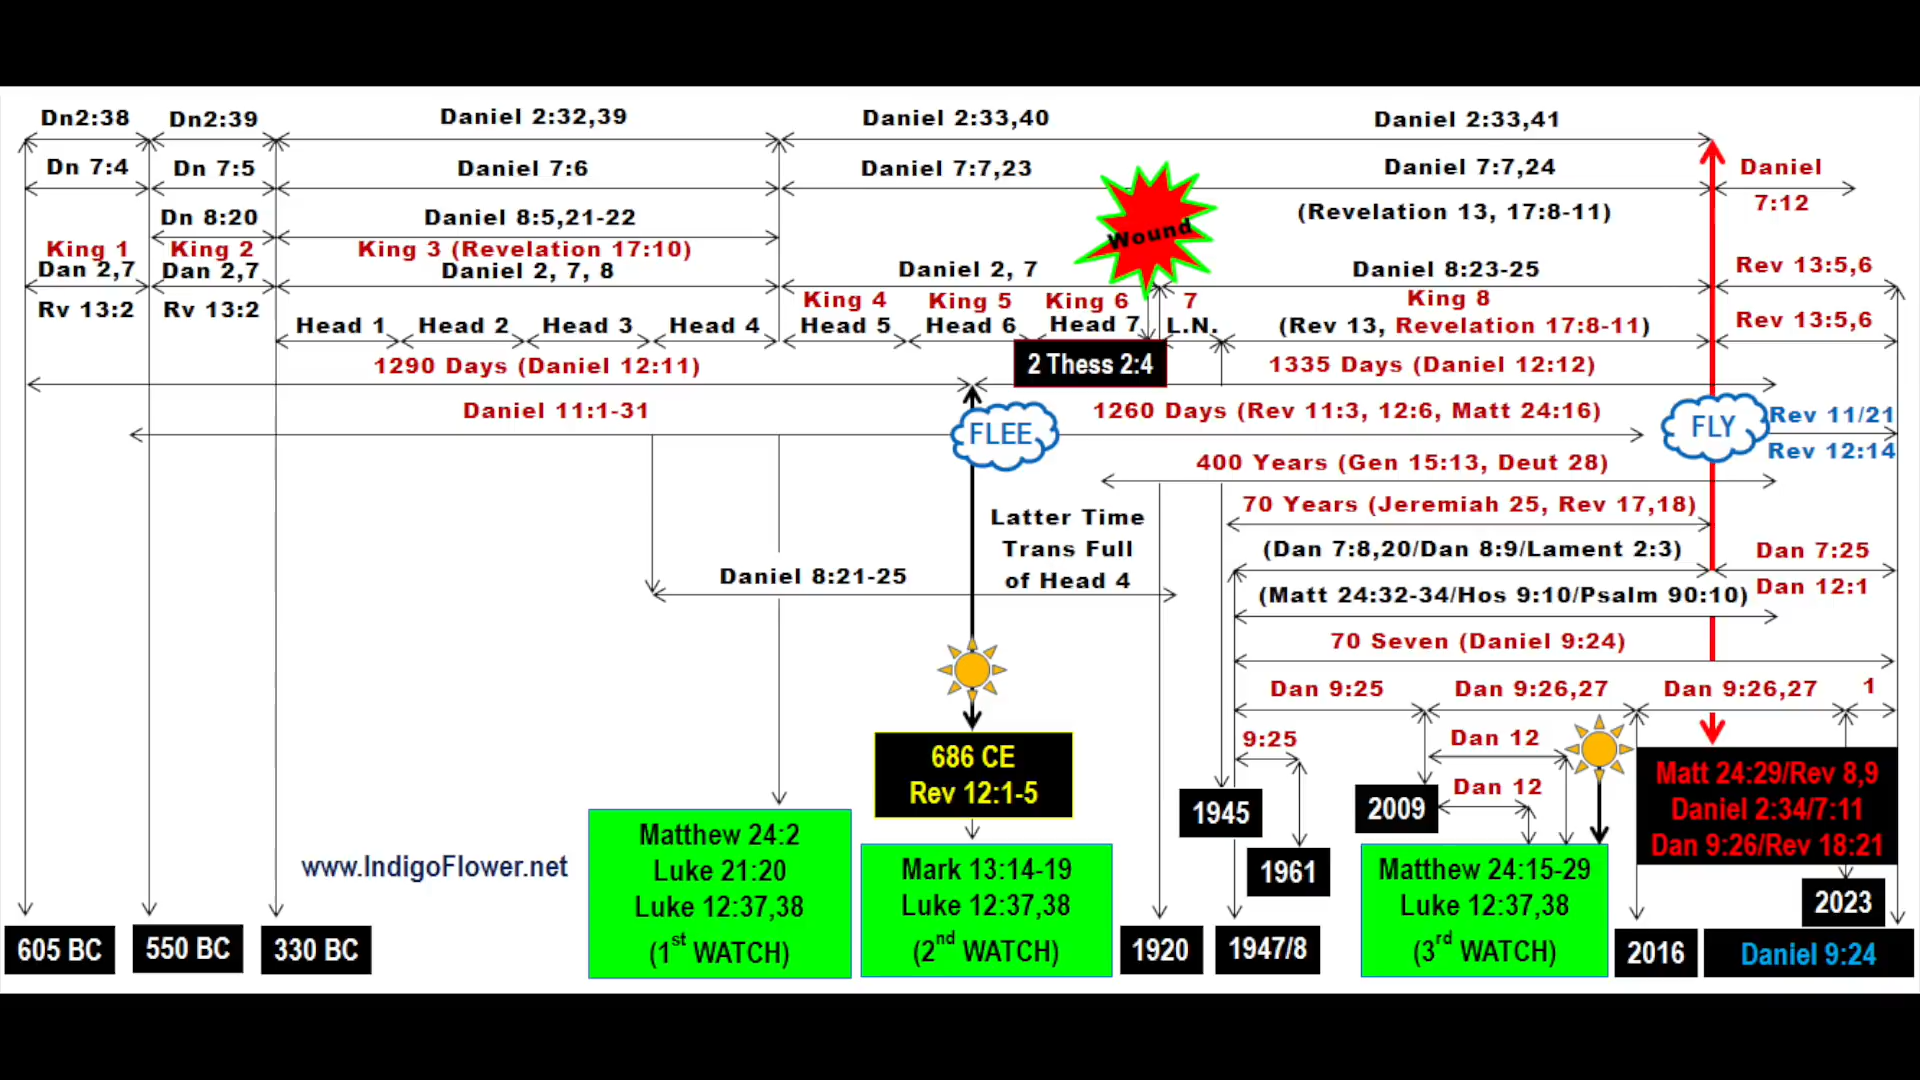 Dn2:38 Dn2:39 Daniel 2:32,39 Daniel 2:33,40 Daniel 2:33,41
Dn 7:4 Dn 7:5 Daniel 7:6 Daniel 7:7,23 Daniel 7:7,24 Daniel
7:12
Dn 8:20 Daniel 8:5,21-22 (Revelation 13, 17:8-11)
Wound
King 1 King 2 King 3 (Revelation 17:10)
Dan 2,7 Dan 2,7 Daniel 2, 7, 8 Daniel 2, 7 Daniel 8:23-25 Rev 13:5,6
Rv 13:2 Rv 13:2 King 4 King 5 King 6 7 King 8
Head 1 Head 2 Head 3 Head 4 Head 5 Head 6 Head 7 L.N. (Rev 13, Revelation 17:8-11) Rev 13:5,6
1290 Days (Daniel 12:11) 2 Thess 2:4 1335 Days (Daniel 12:12)
Daniel 11:1-31 1260 Days (Rev 11:3, 12:6, Matt 24:16) Rev 11/21
FLEE FLY
Rev 12:14
400 Years (Gen 15:13, Deut 28)
70 Years (Jeremiah 25, Rev 17,18)
Latter Time
Trans Full
of Head 4
(Dan 7:8,20/Dan 8:9/Lament 2:3) Dan 7:25
Daniel 8:21-25
Dan 12:1
(Matt 24:32-34/Hos 9:10/Psalm 90:10)
70 Seven (Daniel 9:24)
Dan 9:25 Dan 9:26,27 Dan 9:26,27 1
9:25 Dan 12
Dan 12
686 CE
Rev 12:1-5
Matt 24:29/Rev 8,9
Daniel 2:34/7:11
Dan 9:26/Rev 18:21
1945 2009
1961
www.IndigoFlower.net
Matthew 24:2
Luke 21:20
Luke 12:37,38
(1st WATCH)
Mark 13:14-19
Luke 12:37,38
(2nd WATCH)
Matthew 24:15-29
Luke 12:37,38
(3rd WATCH)
2023
605 BC 550 BC 330 BC 1920 1947/8 2016 Daniel 9:24